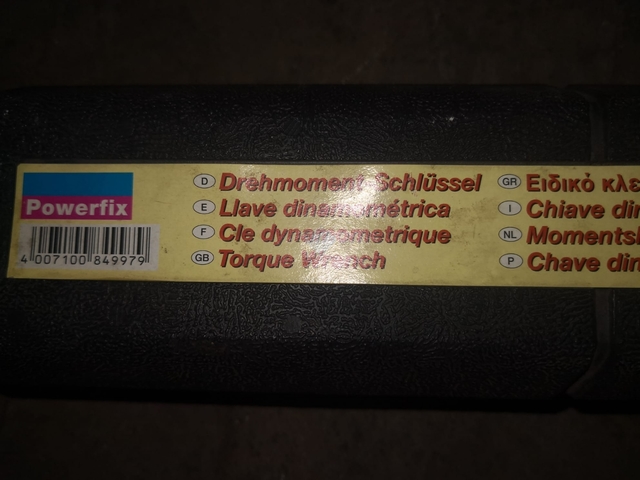 Powerfix
4 007100 849979
D Drehmoment Schlüssel
E Llave dinamométrica
F Cle dynamometrique
GB Torque Wrench
GR Ειδικό
I Chiave
NL
P Chave